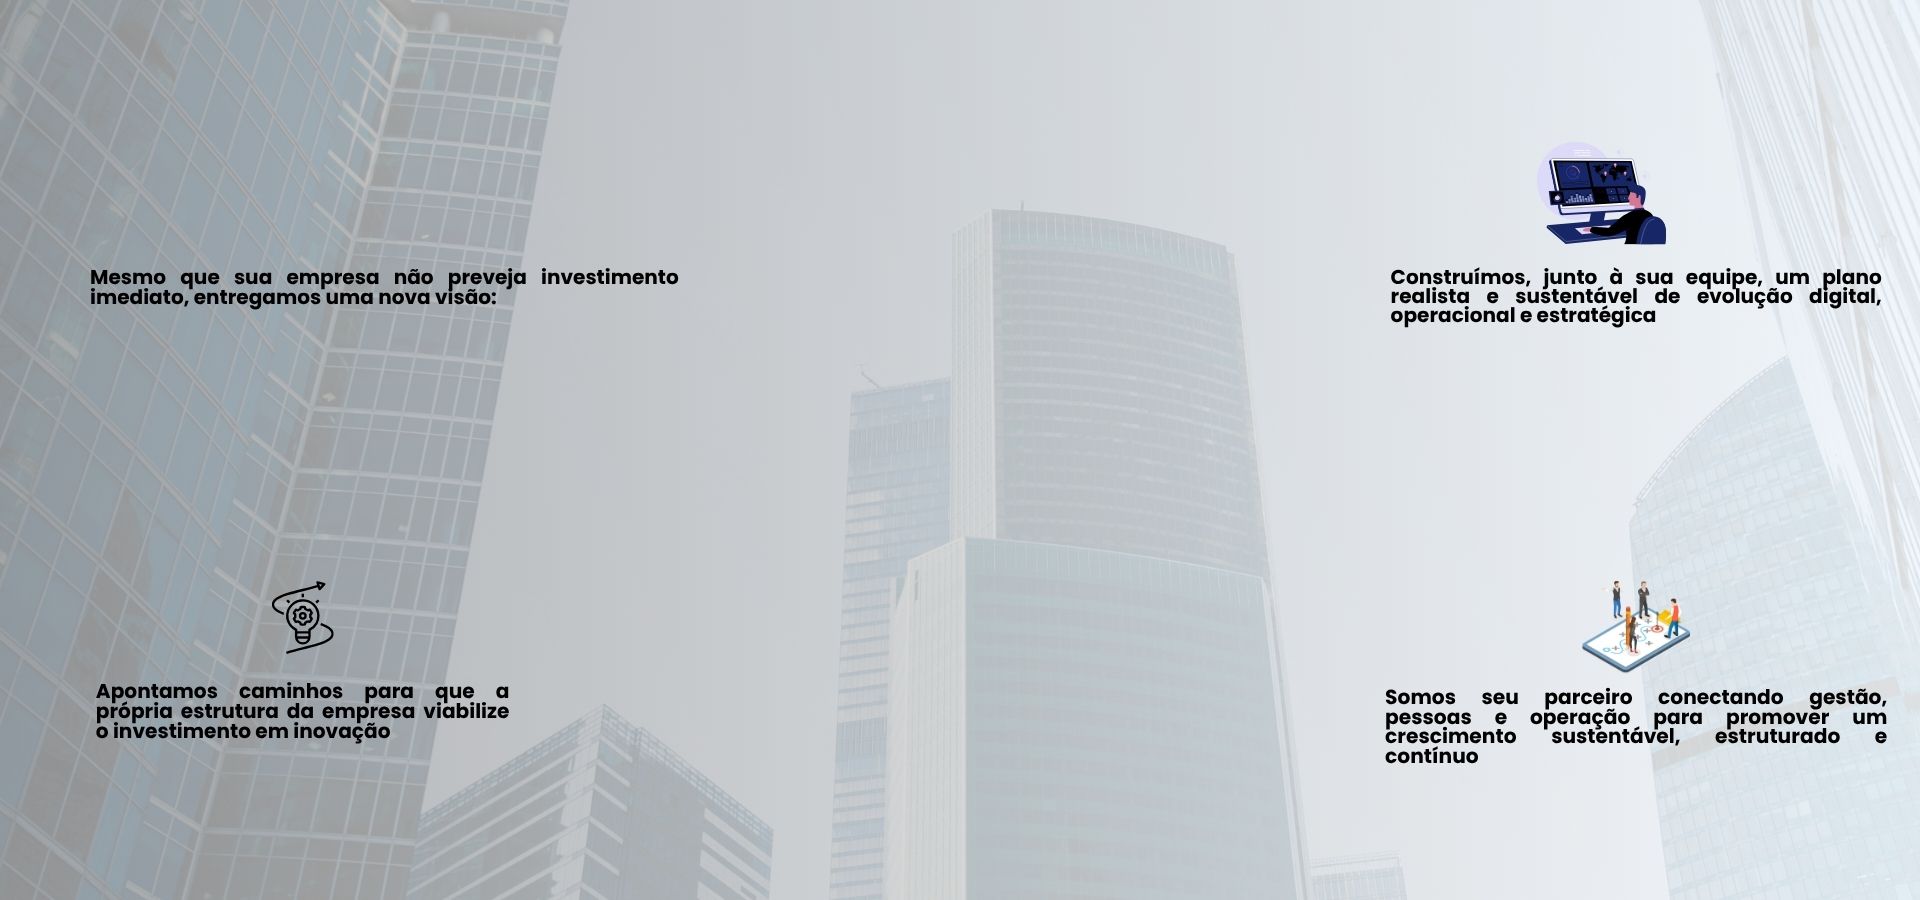 Mesmo que sua empresa não preveja investimento
imediato, entregamos uma nova visão:
Construímos, junto à sua equipe, um plano
realista e sustentável de evolução digital,
operacional e estratégica
Apontamos caminhos para que a
própria estrutura da empresa viabilize
o investimento em inovação
Somos seu parceiro conectando gestão,
pessoas e operação para promover um
crescimento sustentável, estruturado e
contínuo